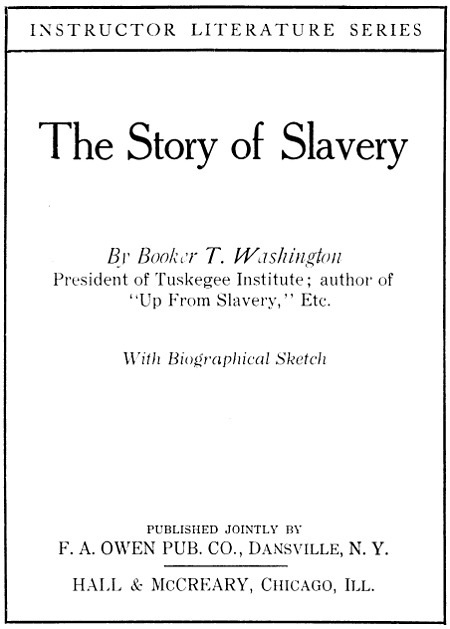 INSTRUCTOR LITERATURE SERIES
The Story of Slavery
By Booker T. Washington
President of Tuskegee Institute; author of
"Up From Slavery," Etc.
With Biographical Sketch
PUBLISHED JOINTLY BY
F. A. OWEN PUB. CO., DANSVILLE, N. Y.
HALL & McCREARY, CHICAGO, ILL.